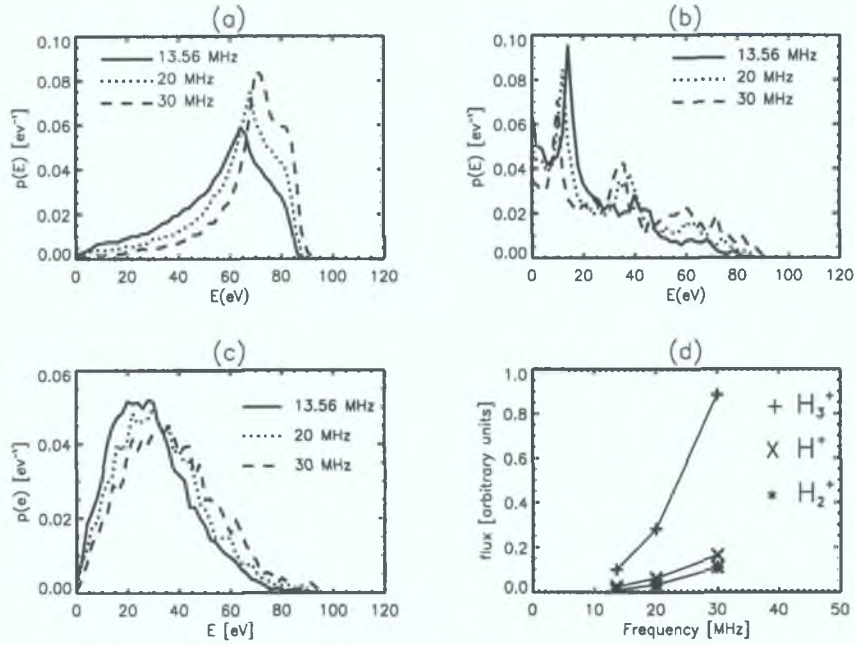 (a)
0.10
0.08
0.06
0.04
0.02
0.00
p(E) [ev⁻¹]
13.56 MHz
20 MHz
30 MHz
0 20 40 60 80 100 120
E(eV)
(b)
0.10
0.08
0.06
0.04
0.02
0.00
p(E) [ev⁻¹]
13.56 MHz
20 MHz
30 MHz
0 20 40 60 80 100 120
E(eV)
(c)
0.06
0.04
0.02
0.00
p(e) [ev⁻¹]
13.56 MHz
20 MHz
30 MHz
0 20 40 60 80 100 120
E [eV]
(d)
1.0
0.8
0.6
0.4
0.2
0.0
flux [arbitrary units]
H₃⁺
H⁺
H₂⁺
0 10 20 30 40 50
Frequency [MHz]